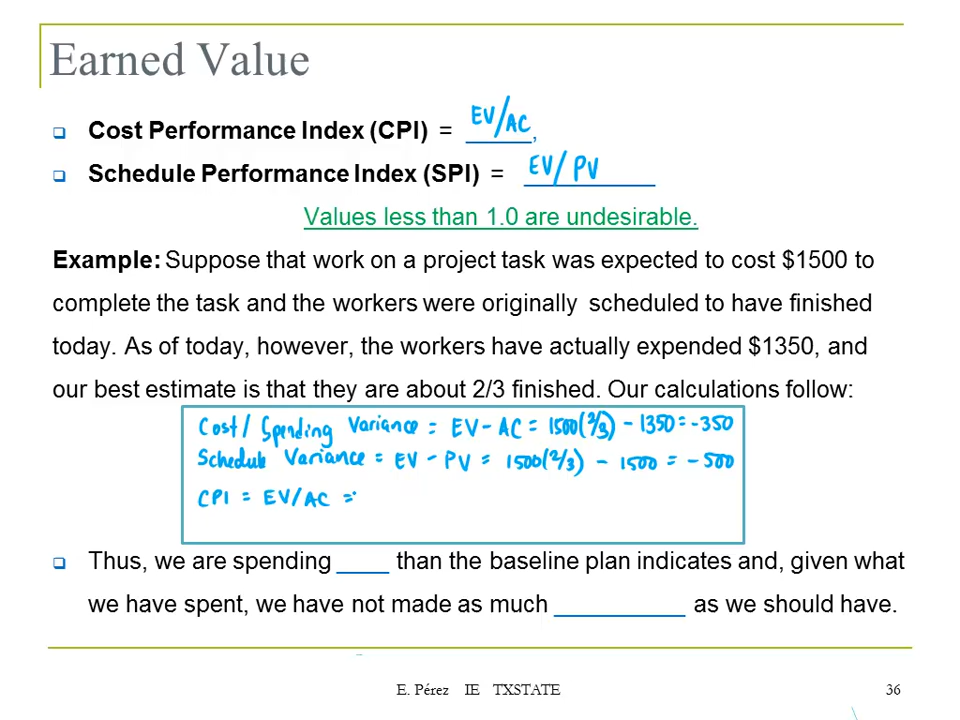 Earned Value
Cost Performance Index (CPI) = EV/AC,
Schedule Performance Index (SPI) = EV/PV
Values less than 1.0 are undesirable.
Example: Suppose that work on a project task was expected to cost $1500 to
complete the task and the workers were originally scheduled to have finished
today. As of today, however, the workers have actually expended $1350, and
our best estimate is that they are about 2/3 finished. Our calculations follow:
Cost/Spending Variance = EV - AC = 1500(2/3) - 1350 = -350
Schedule Variance = EV - PV = 1500(2/3) - 1500 = -500
CPI = EV/AC =
Thus, we are spending ____ than the baseline plan indicates and, given what
we have spent, we have not made as much __________ as we should have.
E. Pérez IE TXSTATE
36